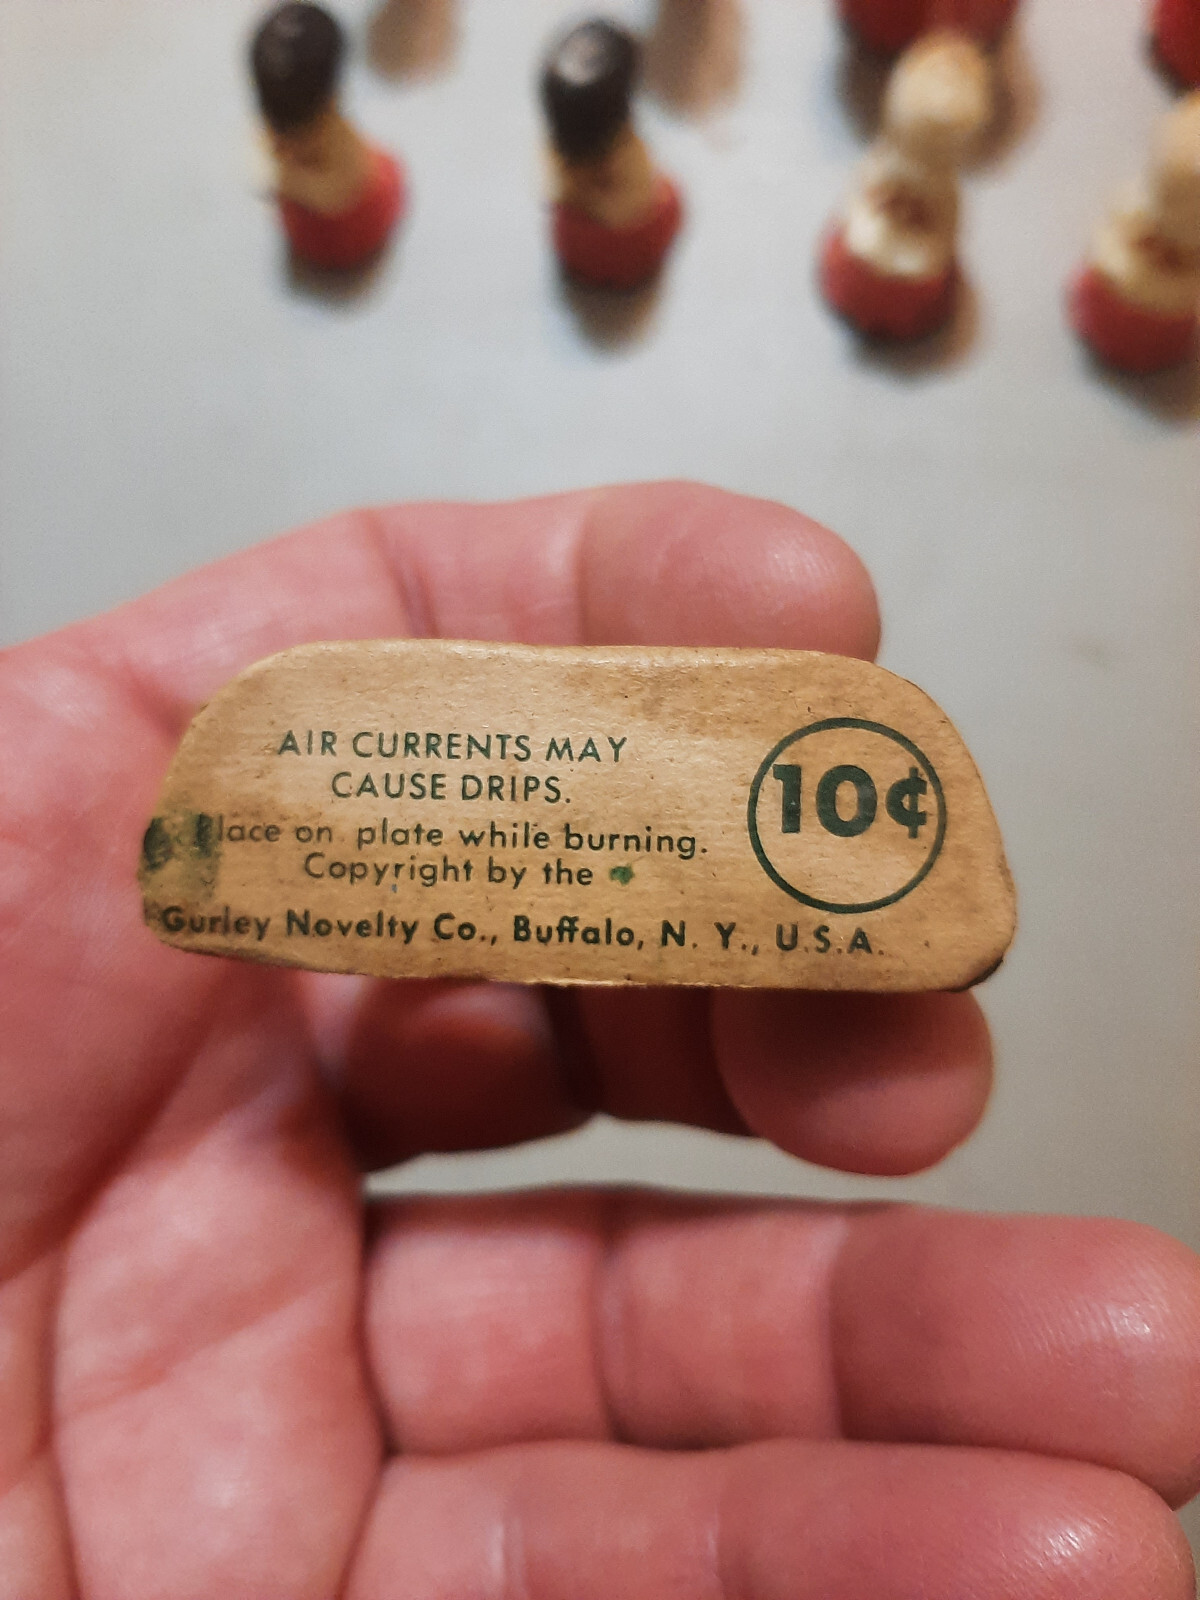 AIR CURRENTS MAY
CAUSE DRIPS.
10¢
Place on plate while burning.
Copyright by the
Gurley Novelty Co., Buffalo, N. Y., U.S.A.